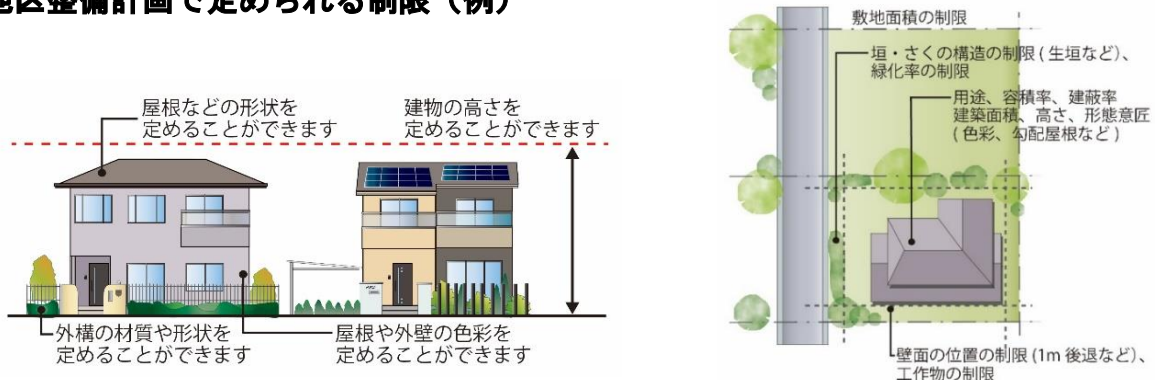 地区整備計画で定められる制限（例）
屋根などの形状を
定めることができます
建物の高さを
定めることができます
外構の材質や形状を
定めることができます
屋根や外壁の色彩を
定めることができます
敷地面積の制限
垣・さくの構造の制限(生垣など)、
緑化率の制限
用途、容積率、建蔽率
建築面積、高さ、形態意匠
(色彩、勾配屋根など)
壁面の位置の制限(1m後退など)、
工作物の制限